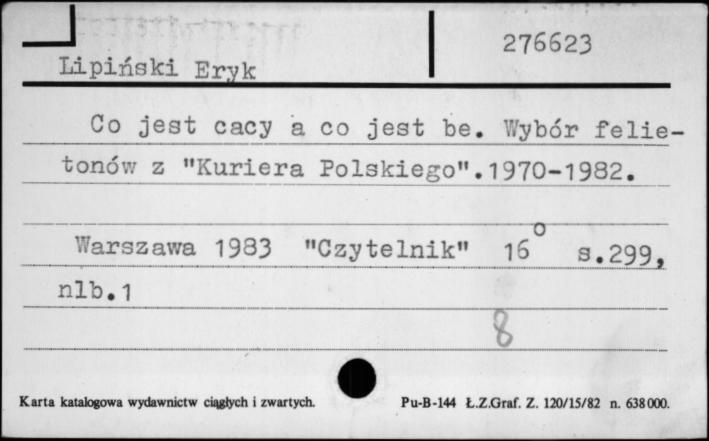 276623
Lipiński Eryk
Co jest cacy a co jest be. Wybór felie-
tonów z "Kuriera Polskiego".1970-1982.
Warszawa 1983 "Czytelnik" 16° s.299,
nlb.1
8
Karta katalogowa wydawnictw ciągłych i zwartych. Pu-B-144 Ł.Z.Graf. Z. 120/15/82 n. 638000.